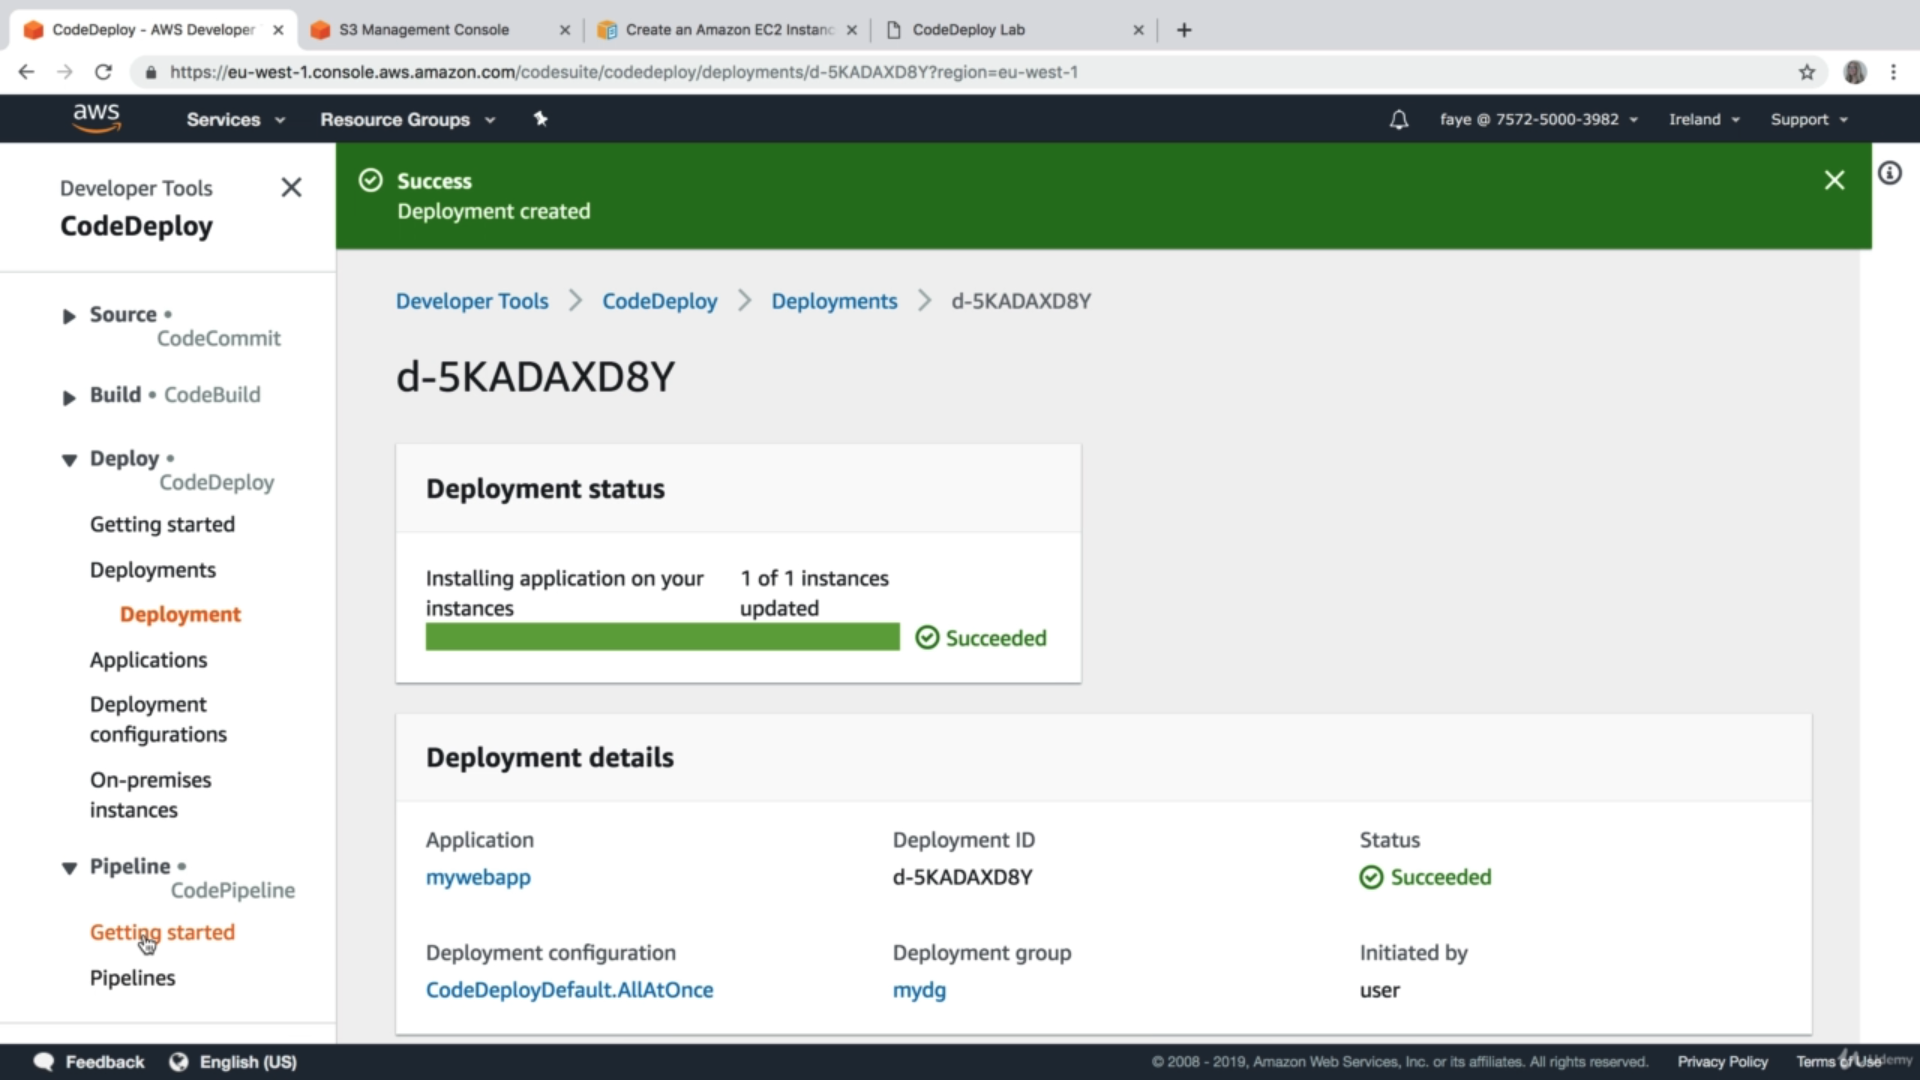 CodeDeploy - AWS Developer
S3 Management Console
Create an Amazon EC2 Instanc
CodeDeploy Lab
https://eu-west-1.console.aws.amazon.com/codesuite/codedeploy/deployments/d-5KADAXD8Y?region=eu-west-1
aws
Services
Resource Groups
faye @ 7572-5000-3982
Ireland
Support
Developer Tools
CodeDeploy
Source •
CodeCommit
Build • CodeBuild
Deploy •
CodeDeploy
Getting started
Deployments
Deployment
Applications
Deployment
configurations
On-premises
instances
Pipeline •
CodePipeline
Getting started
Pipelines
Success
Deployment created
Developer Tools
CodeDeploy
Deployments
d-5KADAXD8Y
d-5KADAXD8Y
Deployment status
Installing application on your
instances
1 of 1 instances
updated
Succeeded
Deployment details
Application
mywebapp
Deployment ID
d-5KADAXD8Y
Status
Succeeded
Deployment configuration
CodeDeployDefault.AllAtOnce
Deployment group
mydg
Initiated by
user
Feedback
English (US)
© 2008 - 2019, Amazon Web Services, Inc. or its affiliates. All rights reserved.
Privacy Policy
Terms of Use